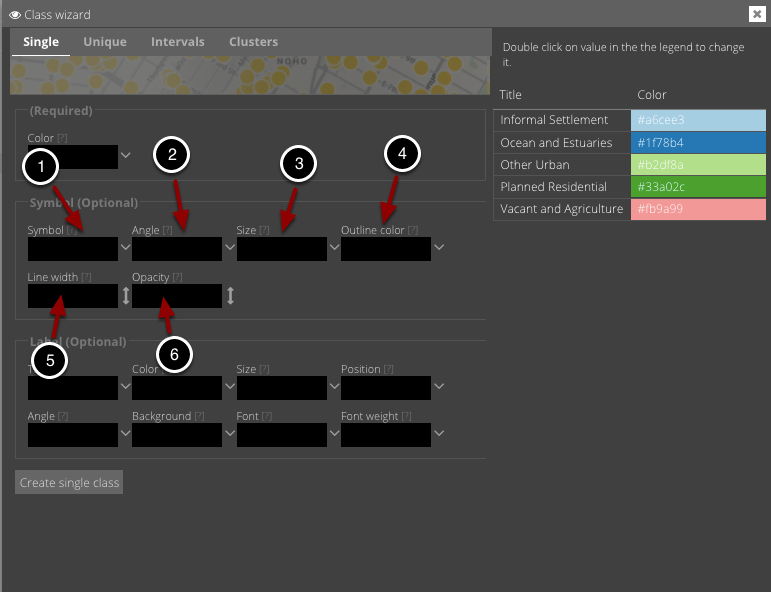 Class wizard
Single Unique Intervals Clusters
NOHO
(Required)
Color [?]
1 2 3 4
Symbol (Optional)
Symbol [?] Angle [?] Size [?] Outline color [?]
Line width [?] Opacity [?]
5 6
Label (Optional)
Color [?] Size [?] Position [?]
Angle [?] Background [?] Font [?] Font weight [?]
Create single class
Double click on value in the the legend to change
it.
Title Color
Informal Settlement #a6cee3
Ocean and Estuaries #1f78b4
Other Urban #b2df8a
Planned Residential #33a02c
Vacant and Agriculture #fb9a99